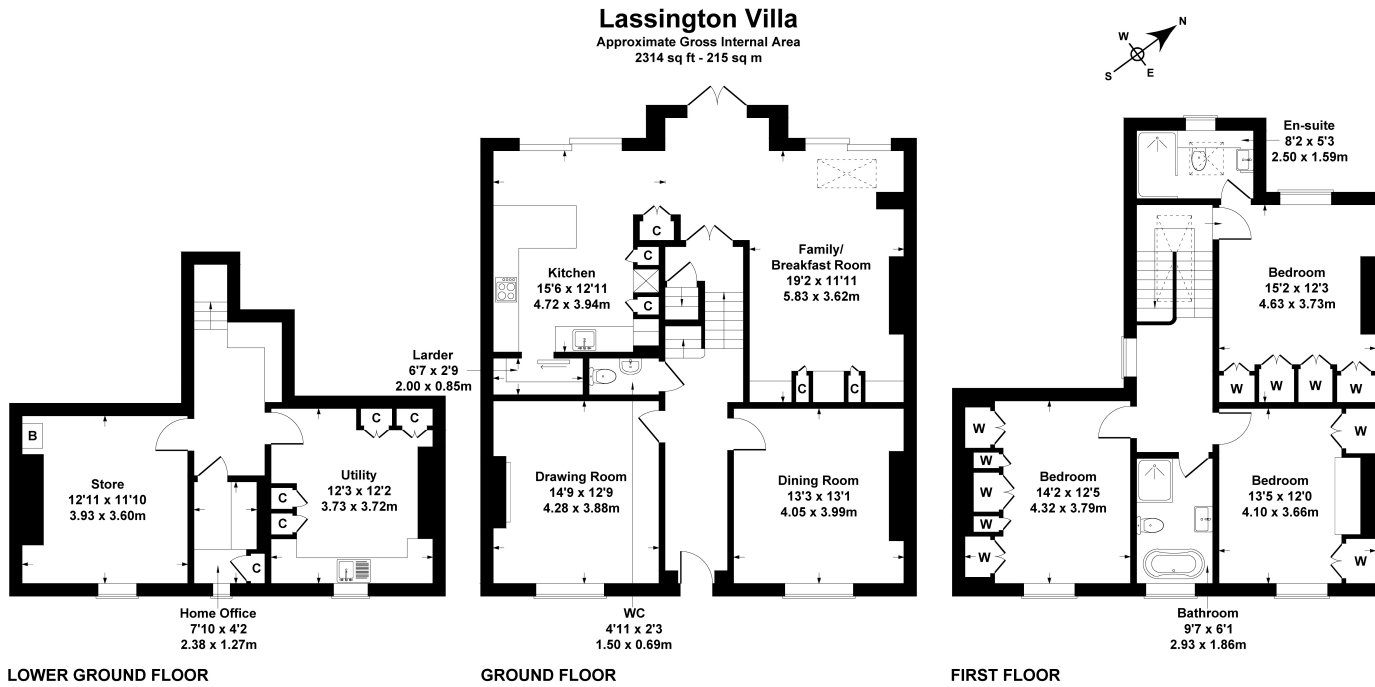 Lassington Villa
Approximate Gross Internal Area
2314 sq ft - 215 sq m
N
W
E
S
B
Store
12'11 x 11'10
3.93 x 3.60m
C
C
Utility
12'3 x 12'2
3.73 x 3.72m
C
C
C
Home Office
7'10 x 4'2
2.38 x 1.27m
LOWER GROUND FLOOR
C
C
C
Kitchen
15'6 x 12'11
4.72 x 3.94m
Family/
Breakfast Room
19'2 x 11'11
5.83 x 3.62m
Larder
6'7 x 2'9
2.00 x 0.85m
C
C
Drawing Room
14'9 x 12'9
4.28 x 3.88m
Dining Room
13'3 x 13'1
4.05 x 3.99m
WC
4'11 x 2'3
1.50 x 0.69m
GROUND FLOOR
En-suite
8'2 x 5'3
2.50 x 1.59m
Bedroom
15'2 x 12'3
4.63 x 3.73m
W
W
W
W
W
W
W
W
W
Bedroom
14'2 x 12'5
4.32 x 3.79m
W
W
Bedroom
13'5 x 12'0
4.10 x 3.66m
Bathroom
9'7 x 6'1
2.93 x 1.86m
FIRST FLOOR